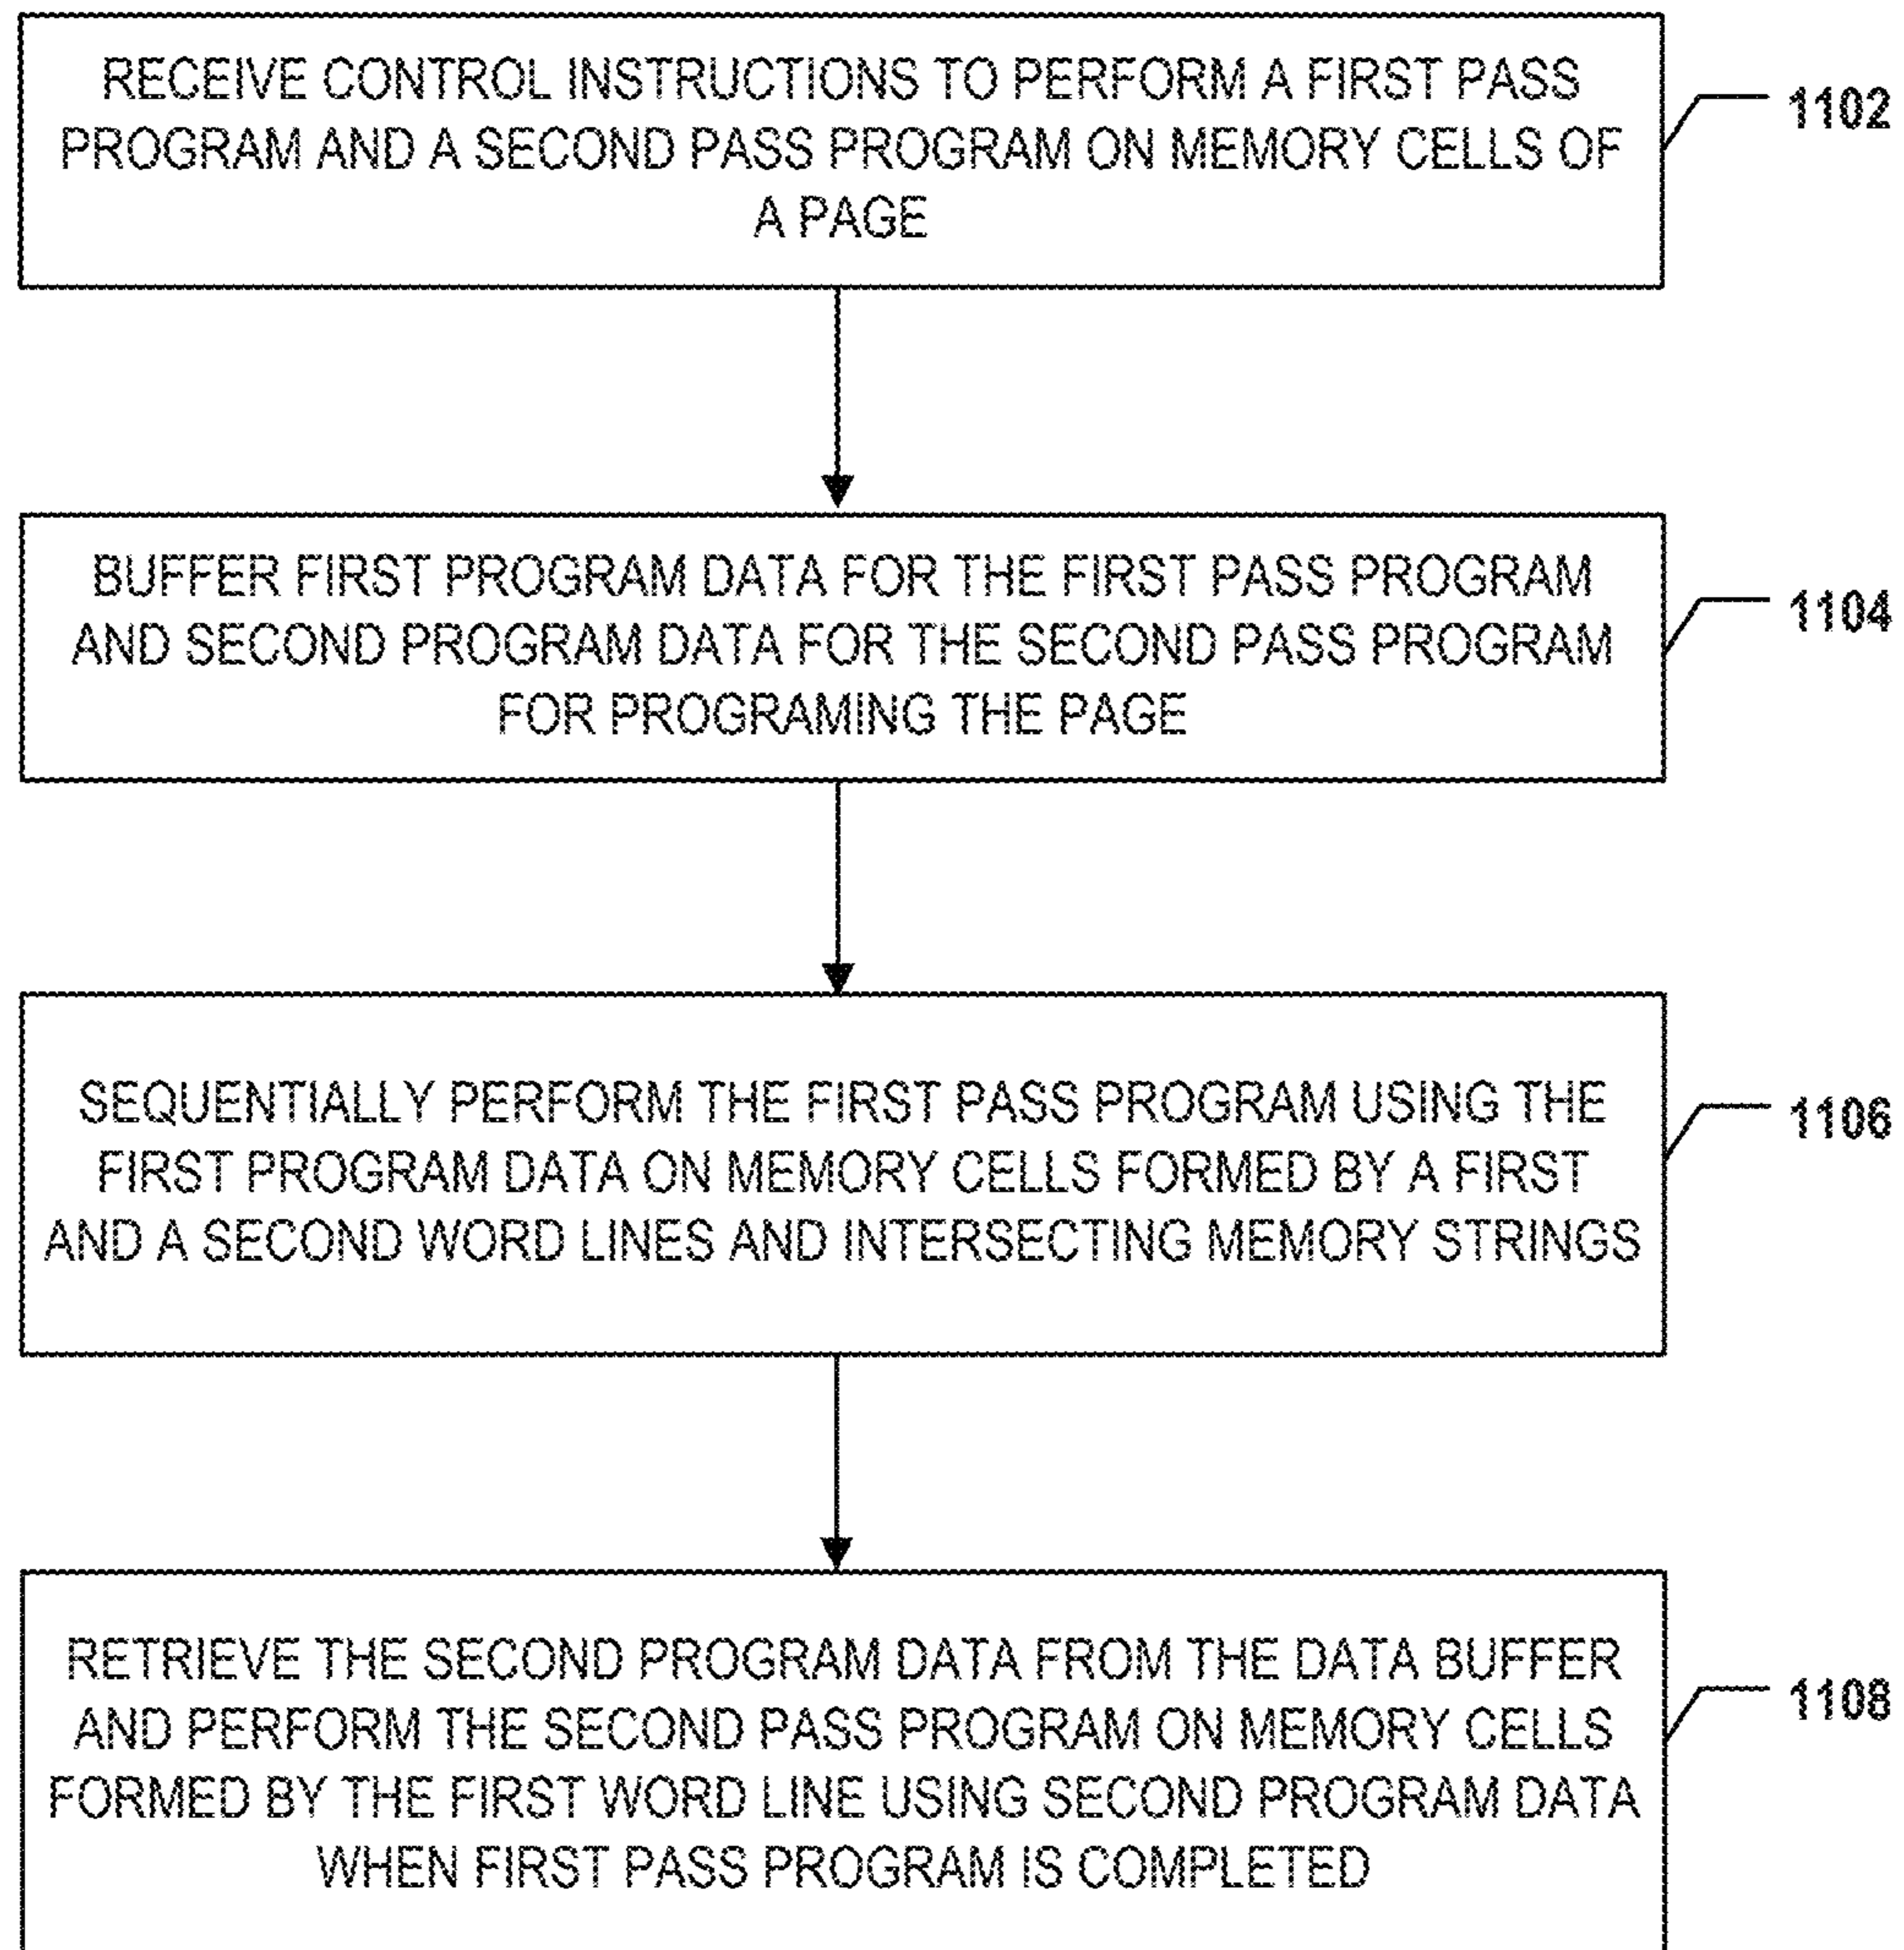 RECEIVE CONTROL INSTRUCTIONS TO PERFORM A FIRST PASS
PROGRAM AND A SECOND PASS PROGRAM ON MEMORY CELLS OF
A PAGE
1102
BUFFER FIRST PROGRAM DATA FOR THE FIRST PASS PROGRAM
AND SECOND PROGRAM DATA FOR THE SECOND PASS PROGRAM
FOR PROGRAMING THE PAGE
1104
SEQUENTIALLY PERFORM THE FIRST PASS PROGRAM USING THE
FIRST PROGRAM DATA ON MEMORY CELLS FORMED BY A FIRST
AND A SECOND WORD LINES AND INTERSECTING MEMORY STRINGS
1106
RETRIEVE THE SECOND PROGRAM DATA FROM THE DATA BUFFER
AND PERFORM THE SECOND PASS PROGRAM ON MEMORY CELLS
FORMED BY THE FIRST WORD LINE USING SECOND PROGRAM DATA
WHEN FIRST PASS PROGRAM IS COMPLETED
1108